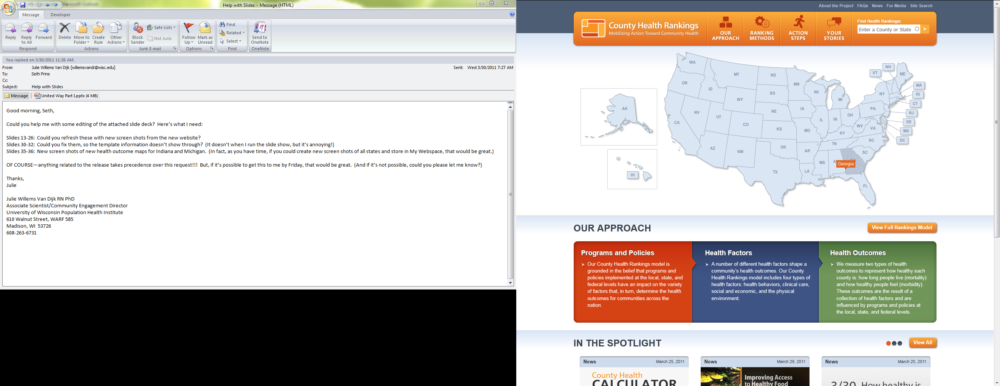 Help with Slides - Message (HTML)
Message Developer
Reply
Reply to All
Forward
Respond
Delete
Move to Folder
Create Rule
Other Actions
Actions
Block Sender
Safe Lists
Not Junk
Junk E-mail
Follow Up
Mark as Unread
Options
Find
Related
Select
Find
Send to OneNote
OneNote
You replied on 3/30/2011 11:38 AM.
From: Julie Willems Van Dijk [willemsvandi@wisc.edu]
Sent: Wed 3/30/2011 7:27 AM
To: Seth Prins
Cc:
Subject: Help with Slides
Message United Way Part I.pptx (4 MB)
Good morning, Seth,
Could you help me with some editing of the attached slide deck? Here's what I need:
Slides 13-26: Could you refresh these with new screen shots from the new website?
Slides 30-32: Could you fix them, so the template information doesn't show through? (It doesn't when I run the slide show, but it's annoying!)
Slides 35-36: New screen shots of new health outcome maps for Indiana and Michigan. (In fact, as you have time, if you could create new screen shots of all states and store in My Webspace, that would be great.)
OF COURSE—anything related to the release takes precedence over this request!!! But, if it's possible to get this to me by Friday, that would be great. (And if it's not possible, could you please let me know?)
Thanks,
Julie
Julie Willems Van Dijk RN PhD
Associate Scientist/Community Engagement Director
University of Wisconsin Population Health Institute
610 Walnut Street, WARF 585
Madison, WI 53726
608-263-6731
About the Project FAQs News For Media Site Search
County Health Rankings
Mobilizing Action Toward Community Health
OUR APPROACH
RANKING METHODS
ACTION STEPS
YOUR STORIES
Find Health Rankings:
Enter a County or State
WA
MT
ND
MN
OR
ID
SD
WI
MI
WY
IA
NE
NV
UT
CO
CA
KS
MO
IL
IN
OH
PA
NY
VT
NH
ME
MA
RI
CT
NJ
DE
MD
DC
WV
VA
KY
NC
TN
SC
AZ
NM
OK
AR
MS
LA
TX
FL
Georgia
AK
HI
OUR APPROACH
View Full Rankings Model
Programs and Policies
Our County Health Rankings model is
grounded in the belief that programs and
policies implemented at the local, state, and
federal levels have an impact on the variety
of factors that, in turn, determine the health
outcomes for communities across the
nation.
Health Factors
A number of different health factors shape a
community's health outcomes. Our County
Health Rankings model includes four types of
health factors: health behaviors, clinical care,
social and economic, and the physical
environment.
Health Outcomes
We measure two types of health
outcomes to represent how healthy each
county is: how long people live (mortality)
and how healthy people feel (morbidity).
These outcomes are the result of a
collection of health factors and are
influenced by programs and policies at
the local, state, and federal levels.
IN THE SPOTLIGHT
View All
News March 25, 2011
County Health
CALCULATOR
News March 29, 2011
Improving Access
to Healthy Food
News March 25, 2011
3/30 How healthy is